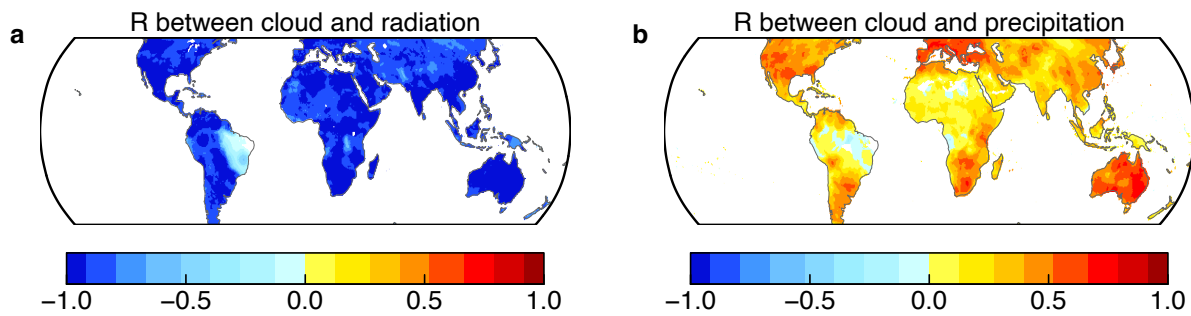 a R between cloud and radiation
−1.0 −0.5 0.0 0.5 1.0
b R between cloud and precipitation
−1.0 −0.5 0.0 0.5 1.0